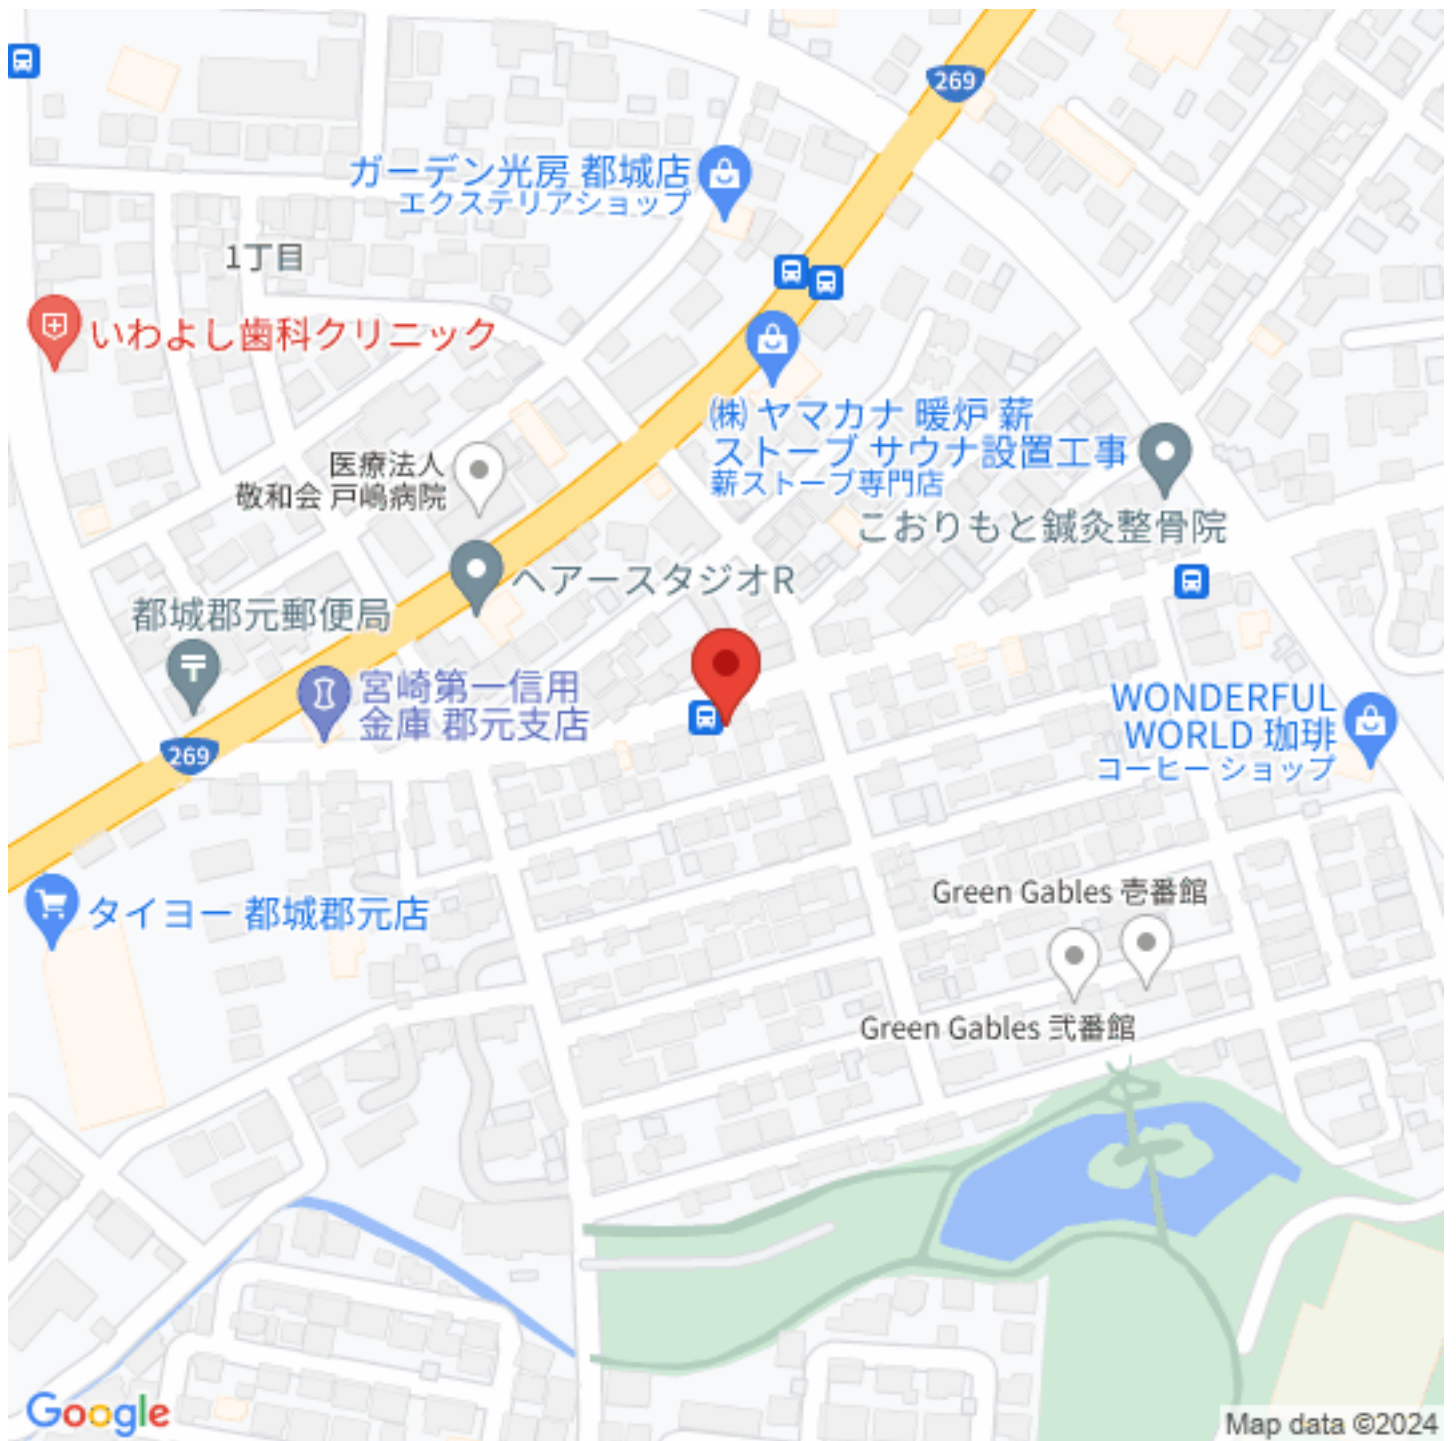 269
ガーデン光房 都城店
エクステリアショップ
1丁目
いわよし歯科クリニック
㈱ ヤマカナ 暖炉 薪
ストーブ サウナ設置工事
薪ストーブ専門店
医療法人
敬和会 戸嶋病院
こおりもと鍼灸整骨院
ヘアースタジオR
都城郡元郵便局
宮崎第一信用
金庫 郡元支店
269
WONDERFUL
WORLD 珈琲
コーヒー ショップ
タイヨー 都城郡元店
Green Gables 壱番館
Green Gables 弐番館
Google
Map data ©2024